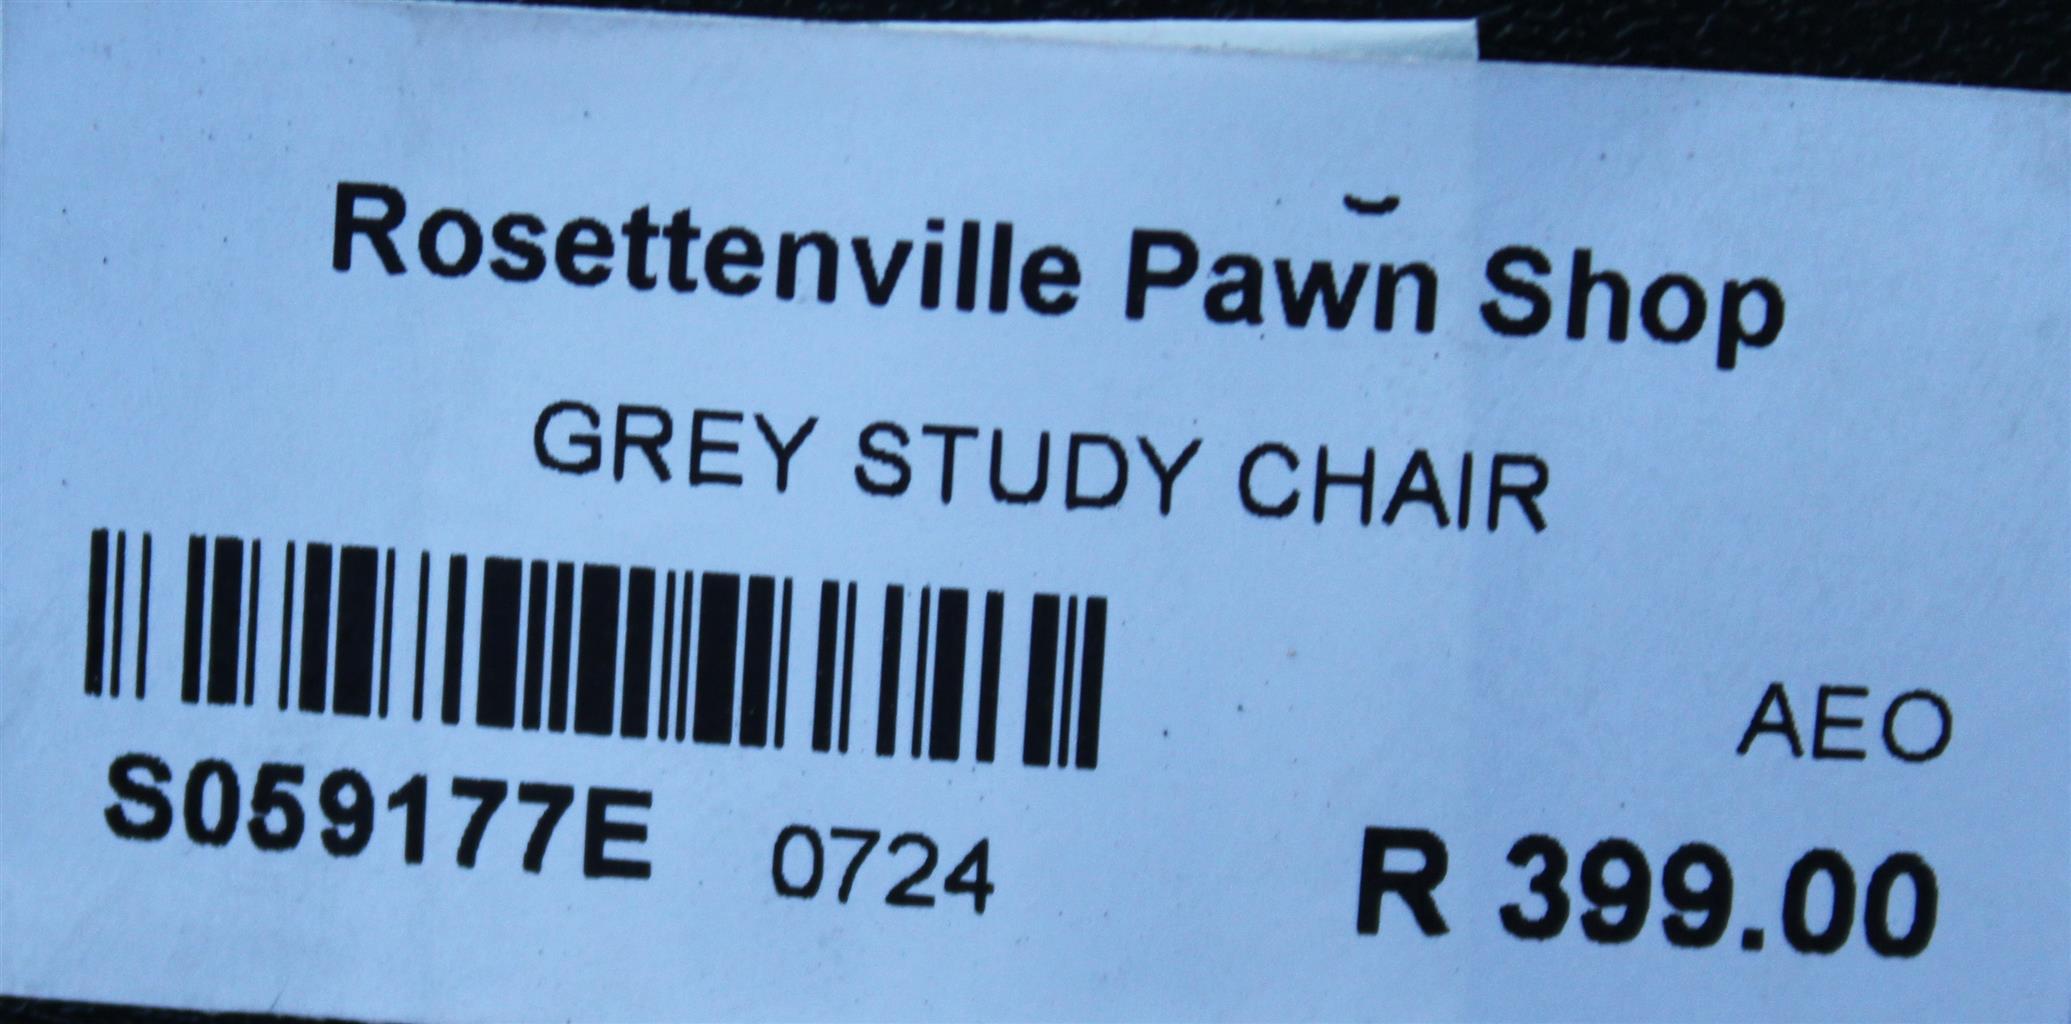 Rosettenville Pawn Shop
GREY STUDY CHAIR
AEO
S059177E 0724 R 399.00